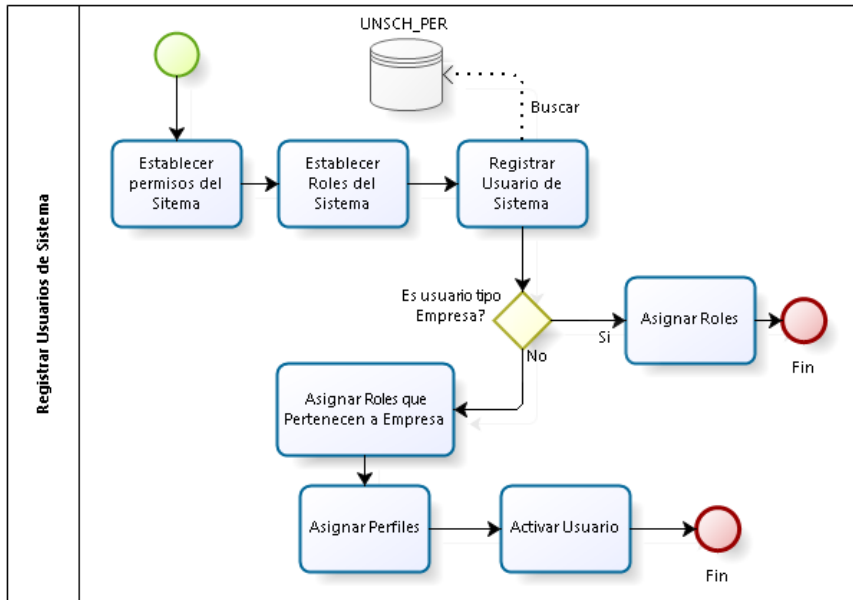 Registrar Usuarios de Sistema
UNSCH_PER
Buscar
Establecer
permisos del
Sitema
Establecer
Roles del
Sistema
Registrar
Usuario de
Sistema
Es usuario tipo
Empresa?
Si
No
Asignar Roles
Fin
Asignar Roles que
Pertenecen a Empresa
Asignar Perfiles
Activar Usuario
Fin